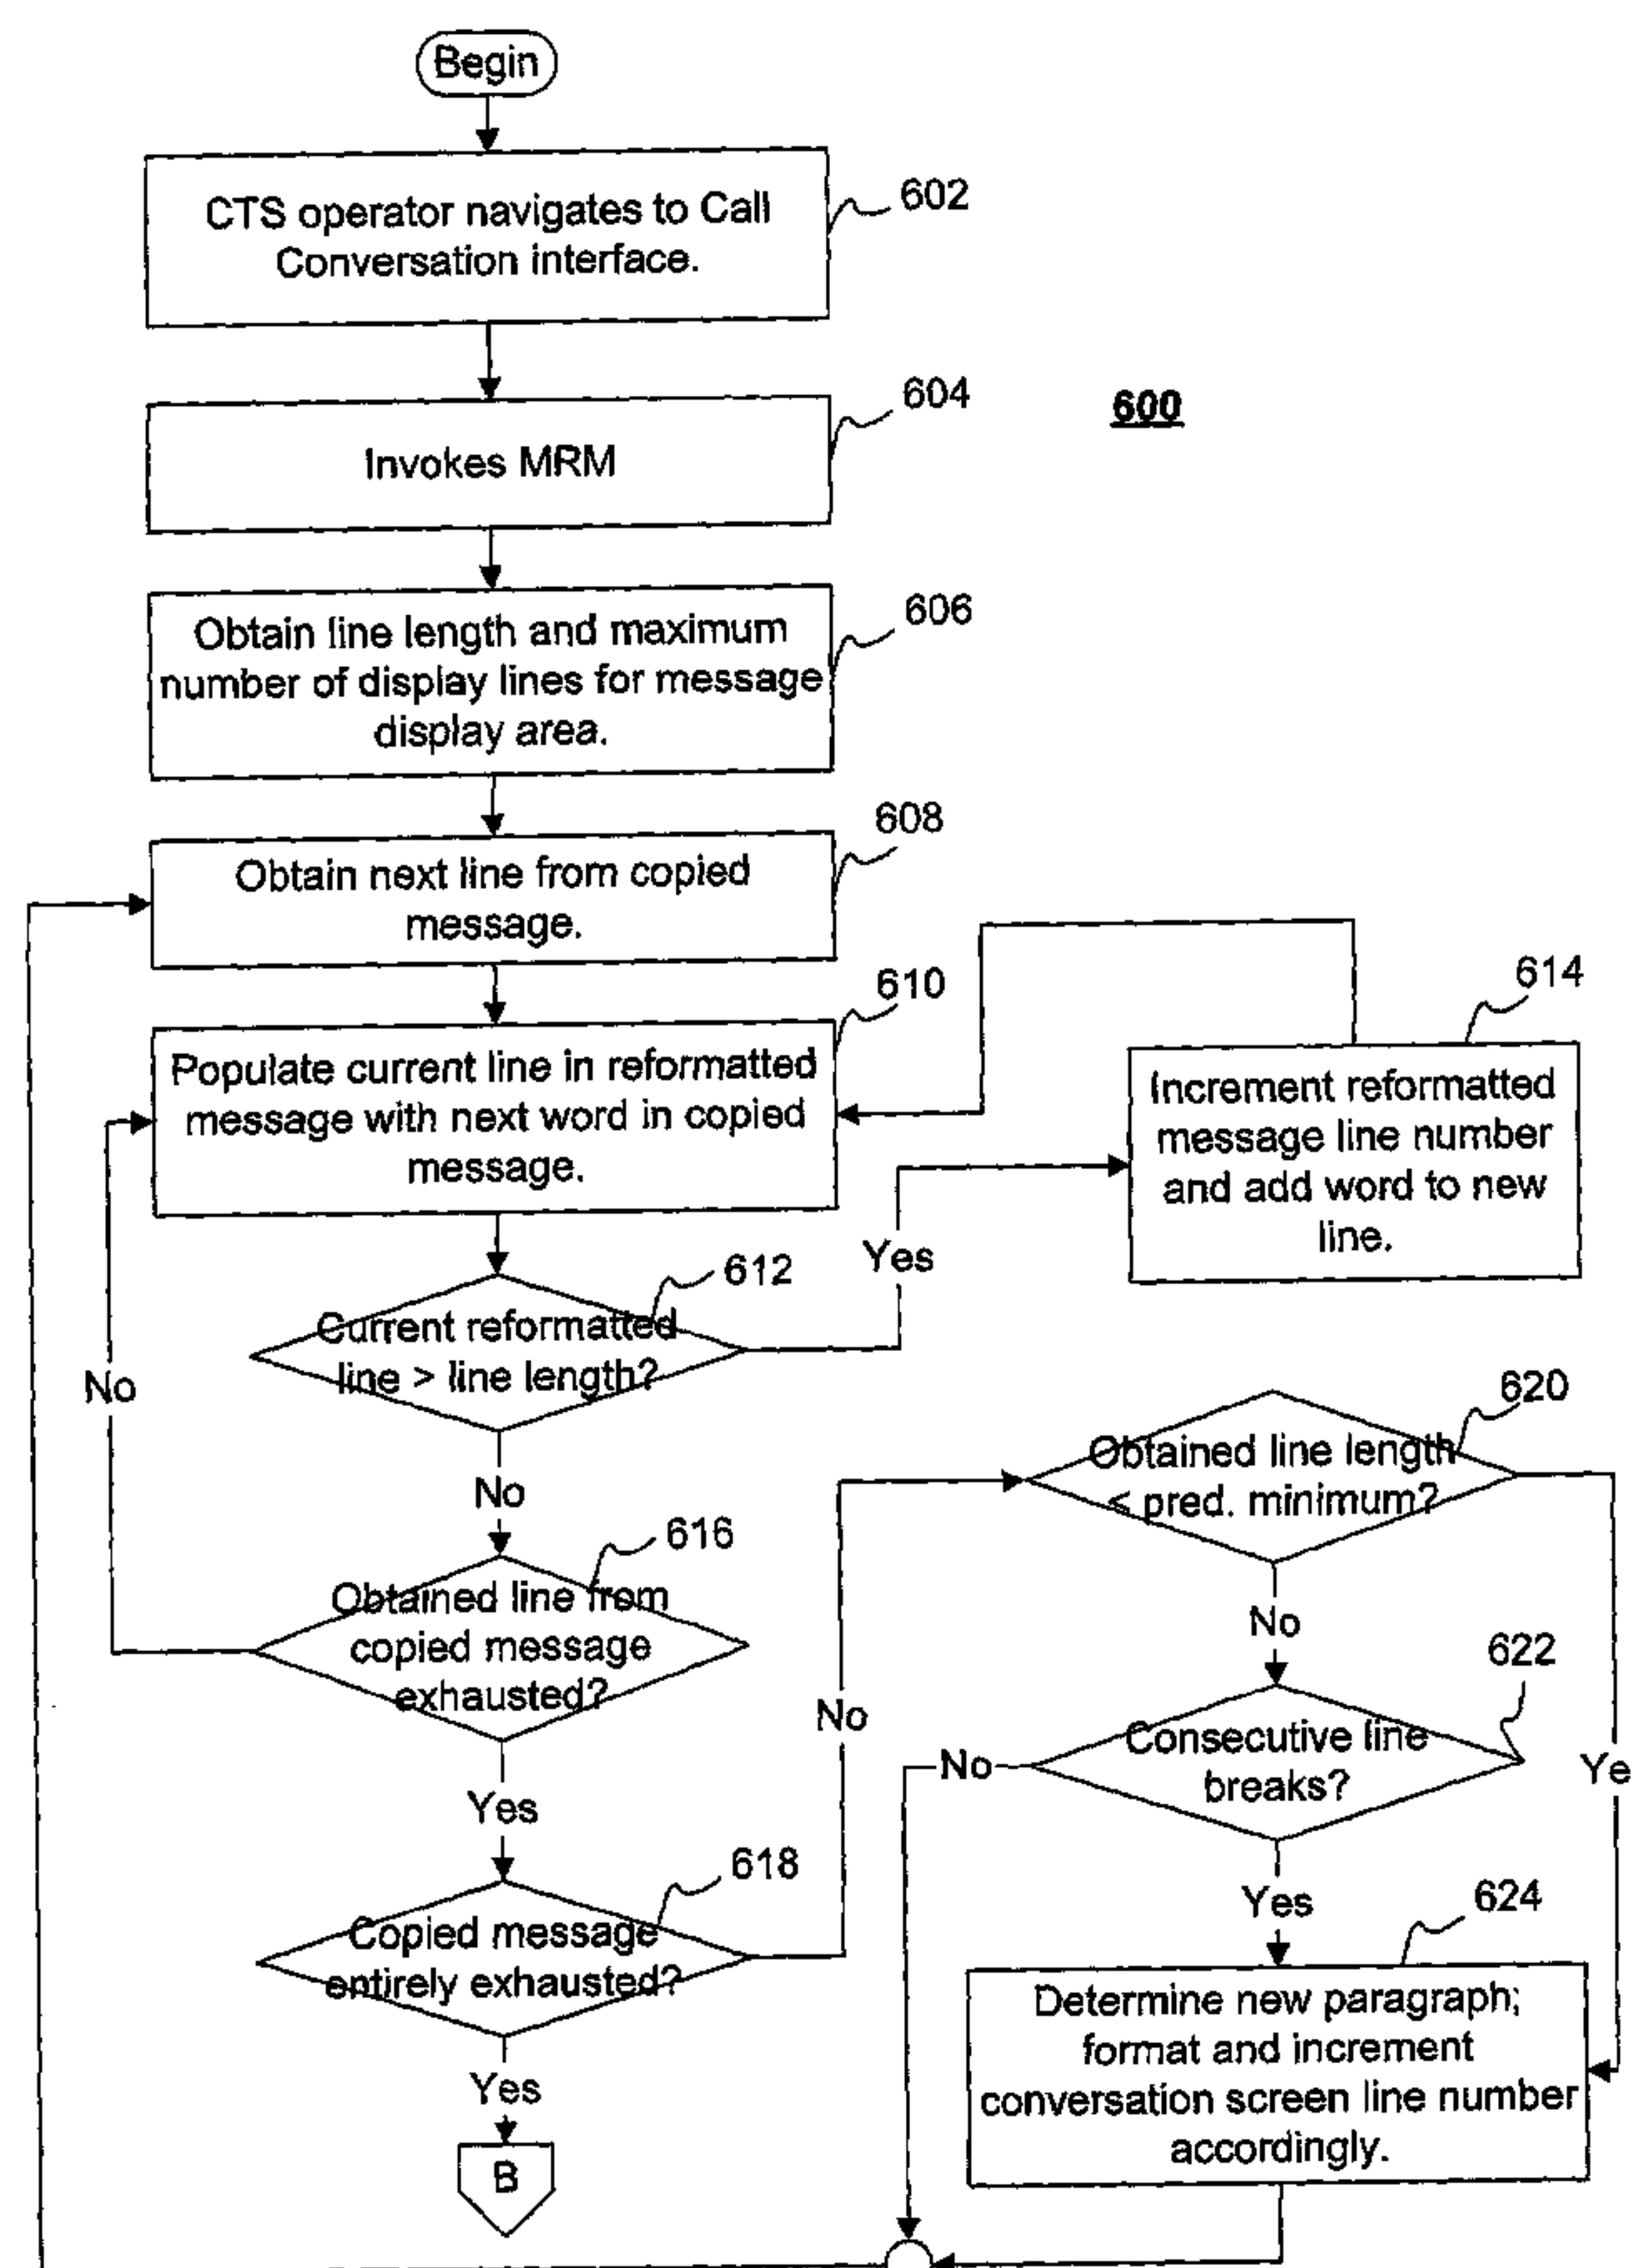 Begin
CTS operator navigates to Call
Conversation interface.
602
Invokes MRM
604
600
Obtain line length and maximum
number of display lines for message
display area.
606
Obtain next line from copied
message.
608
Populate current line in reformatted
message with next word in copied
message.
610
Increment reformatted
message line number
and add word to new
line.
614
Current reformatted
line > line length?
612
Yes
No
No
Obtained line from
copied message
exhausted?
616
Yes
Copied message
entirely exhausted?
618
No
Yes
B
Obtained line length
< pred. minimum?
620
No
Ye
Consecutive line
breaks?
622
No
Yes
Determine new paragraph;
format and increment
conversation screen line number
accordingly.
624